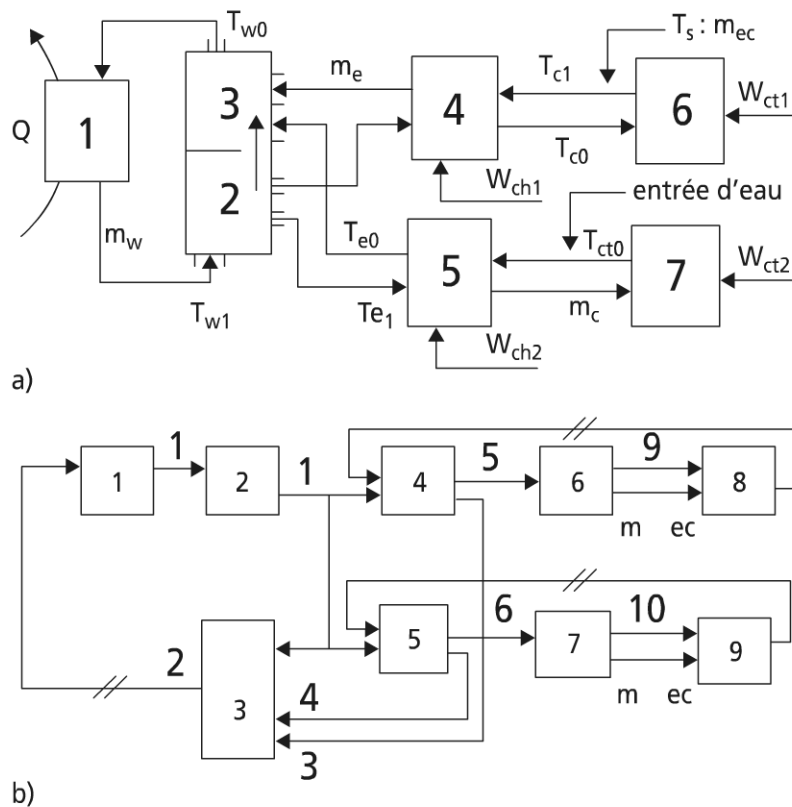 T_w0
T_s : m_ec
m_e
T_c1
W_ct1
3
4
6
Q
1
T_c0
2
W_ch1
entrée d'eau
m_w
T_e0
T_ct0
W_ct2
5
7
T_w1
Te_1
m_c
W_ch2
a)
1
1
5
9
1
2
4
6
8
m ec
6
10
5
7
9
2
4
3
m ec
3
b)